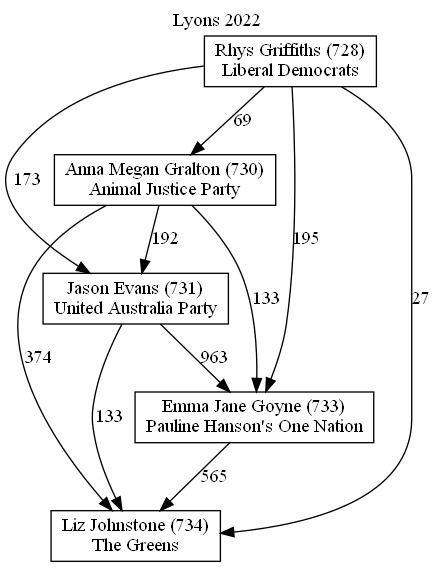 Lyons 2022
Rhys Griffiths (728)
Liberal Democrats
69
Anna Megan Gralton (730)
Animal Justice Party
173
192
195
Jason Evans (731)
United Australia Party
133
27
374
963
Emma Jane Goyne (733)
Pauline Hanson's One Nation
133
565
Liz Johnstone (734)
The Greens